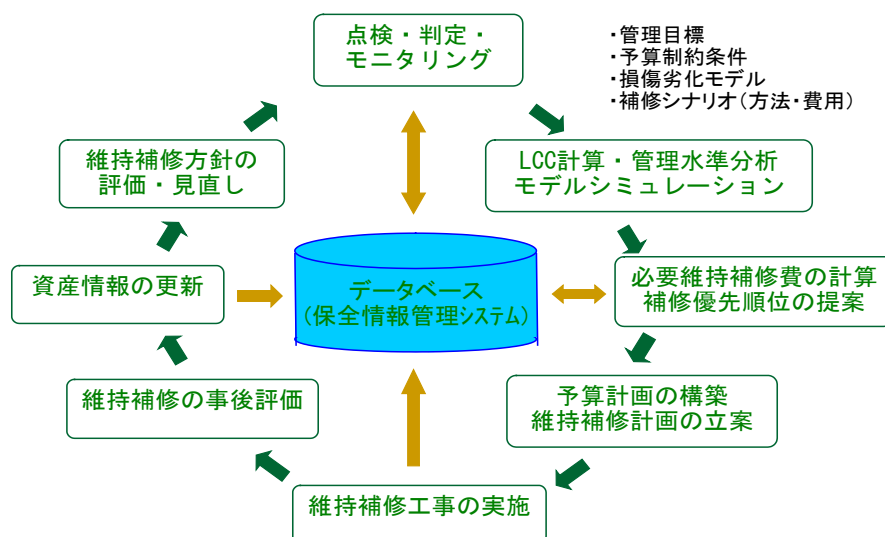 点検・判定・
モニタリング
・管理目標
・予算制約条件
・損傷劣化モデル
・補修シナリオ(方法・費用)
LCC計算・管理水準分析
モデルシミュレーション
必要維持補修費の計算
補修優先順位の提案
予算計画の構築
維持補修計画の立案
維持補修工事の実施
維持補修の事後評価
資産情報の更新
維持補修方針の
評価・見直し
データベース
(保全情報管理ｼｽﾃﾑ)